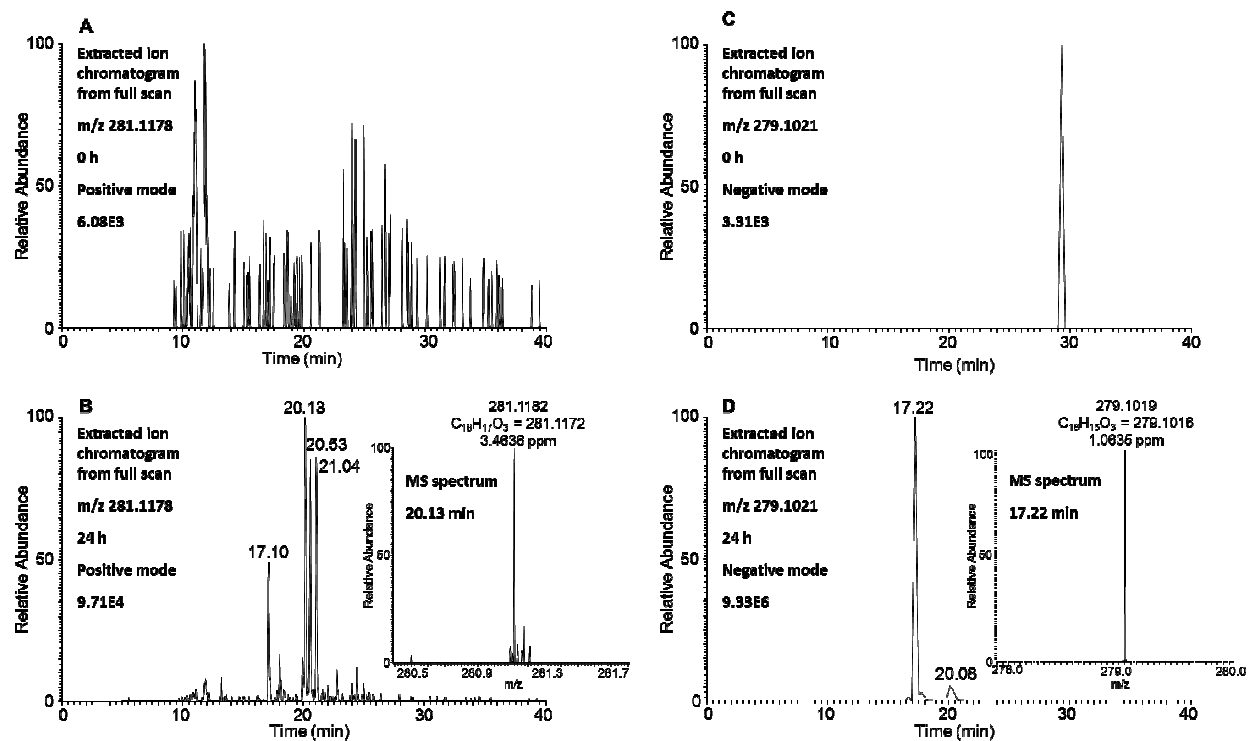 A
Extracted ion
chromatogram
from full scan
m/z 281.1178
0 h
Positive mode
6.08E3
Relative Abundance
100
50
0
0 10 20 30 40
Time (min)
C
Extracted ion
chromatogram
from full scan
m/z 279.1021
0 h
Negative mode
3.31E3
Relative Abundance
100
50
0
0 10 20 30 40
Time (min)
B
Extracted ion
chromatogram
from full scan
m/z 281.1178
24 h
Positive mode
9.71E4
Relative Abundance
100
50
0
17.10
20.13
20.53
21.04
0 10 20 30 40
Time (min)
281.1182
C₁₈H₁₇O₃ = 281.1172
3.4636 ppm
MS spectrum
20.13 min
Relative Abundance
100
50
0
280.5 280.9 281.3 281.7
m/z
D
Extracted ion
chromatogram
from full scan
m/z 279.1021
24 h
Negative mode
9.33E6
Relative Abundance
100
50
0
17.22
20.08
0 10 20 30 40
Time (min)
279.1019
C₁₈H₁₅O₃ = 279.1016
1.0635 ppm
MS spectrum
17.22 min
Relative Abundance
100
50
0
278.0 279.0 280.0
m/z